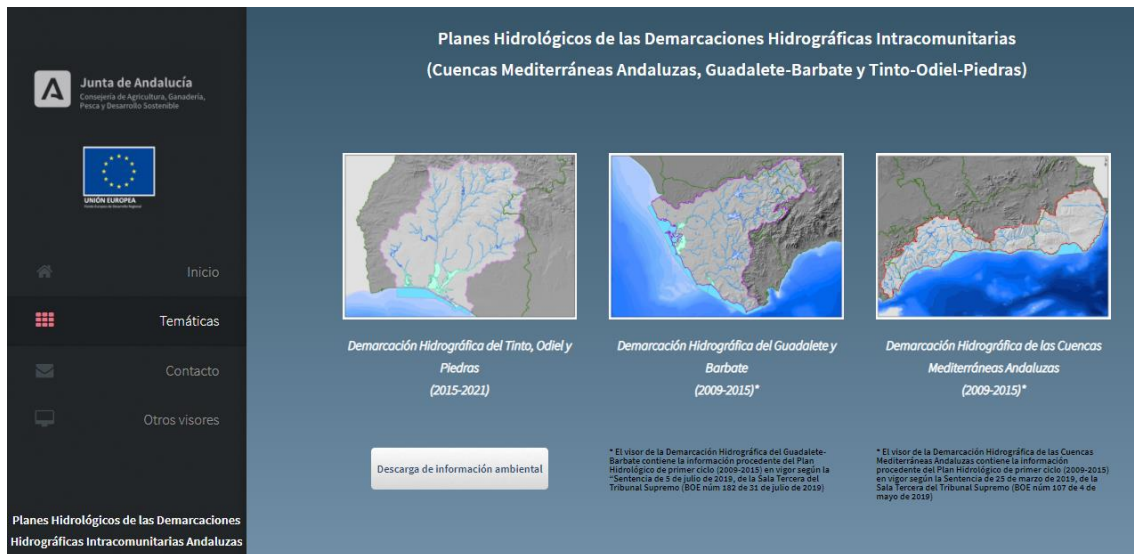 Junta de Andalucía
Consejería de Agricultura, Ganadería,
Pesca y Desarrollo Sostenible
UNIÓN EUROPEA
Fondo Europeo de Desarrollo Regional
Inicio
Temáticas
Contacto
Otros visores
Planes Hidrológicos de las Demarcaciones
Hidrográficas Intracomunitarias Andaluzas
Planes Hidrológicos de las Demarcaciones Hidrográficas Intracomunitarias
(Cuencas Mediterráneas Andaluzas, Guadalete-Barbate y Tinto-Odiel-Piedras)
Demarcación Hidrográfica del Tinto, Odiel y
Piedras
(2015-2021)
Descarga de información ambiental
Demarcación Hidrográfica del Guadalete y
Barbate
(2009-2015)*
* El visor de la Demarcación Hidrográfica del Guadalete-
Barbate contiene la información procedente del Plan
Hidrológico de primer ciclo (2009-2015) en vigor según la
"Sentencia de 5 de julio de 2019, de la Sala Tercera del
Tribunal Supremo (BOE núm 182 de 31 de julio de 2019)
Demarcación Hidrográfica de las Cuencas
Mediterráneas Andaluzas
(2009-2015)*
* El visor de la Demarcación Hidrográfica de las Cuencas
Mediterráneas Andaluzas contiene la información
procedente del Plan Hidrológico de primer ciclo (2009-2015)
en vigor según la Sentencia de 25 de marzo de 2019, de la
Sala Tercera del Tribunal Supremo (BOE núm 107 de 4 de
mayo de 2019)